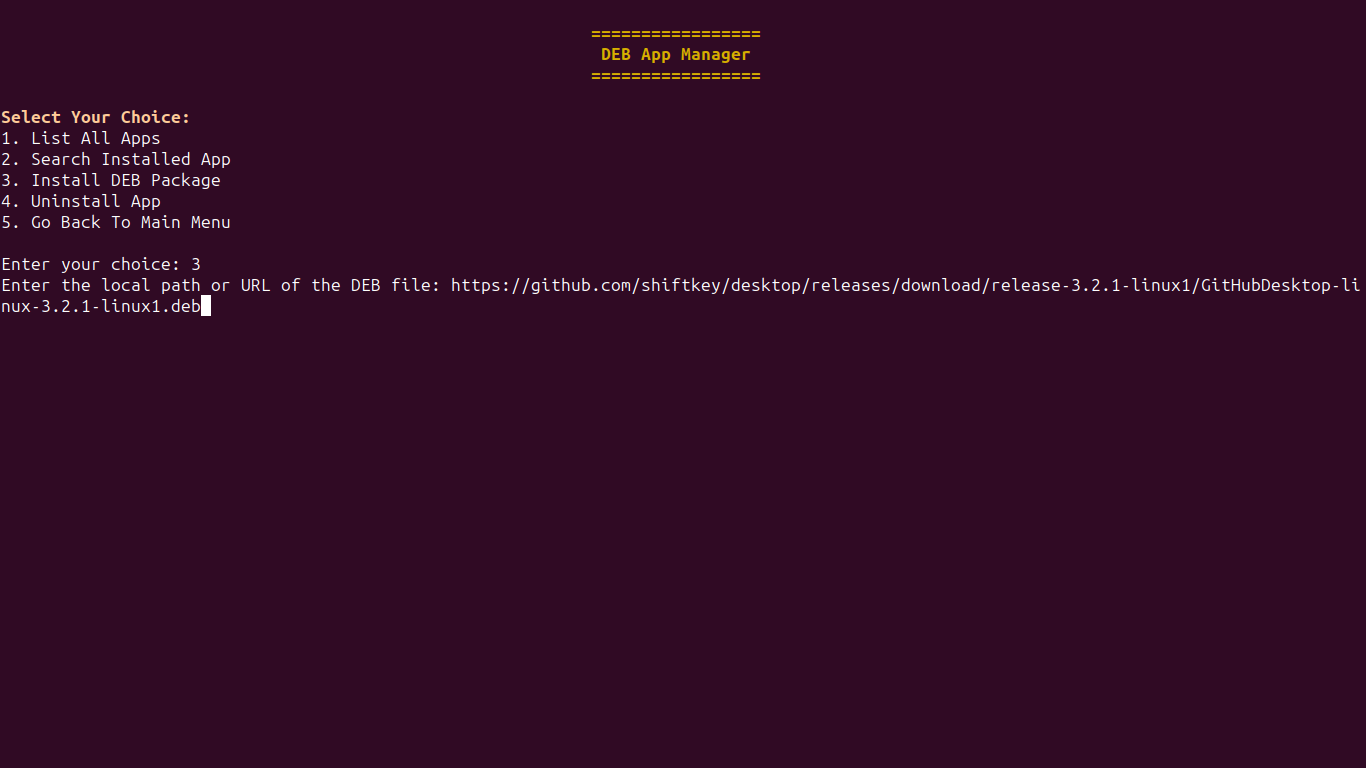 =================
DEB App Manager
=================
Select Your Choice:
1. List All Apps
2. Search Installed App
3. Install DEB Package
4. Uninstall App
5. Go Back To Main Menu
Enter your choice: 3
Enter the local path or URL of the DEB file: https://github.com/shiftkey/desktop/releases/download/release-3.2.1-linux1/GitHubDesktop-li
nux-3.2.1-linux1.deb